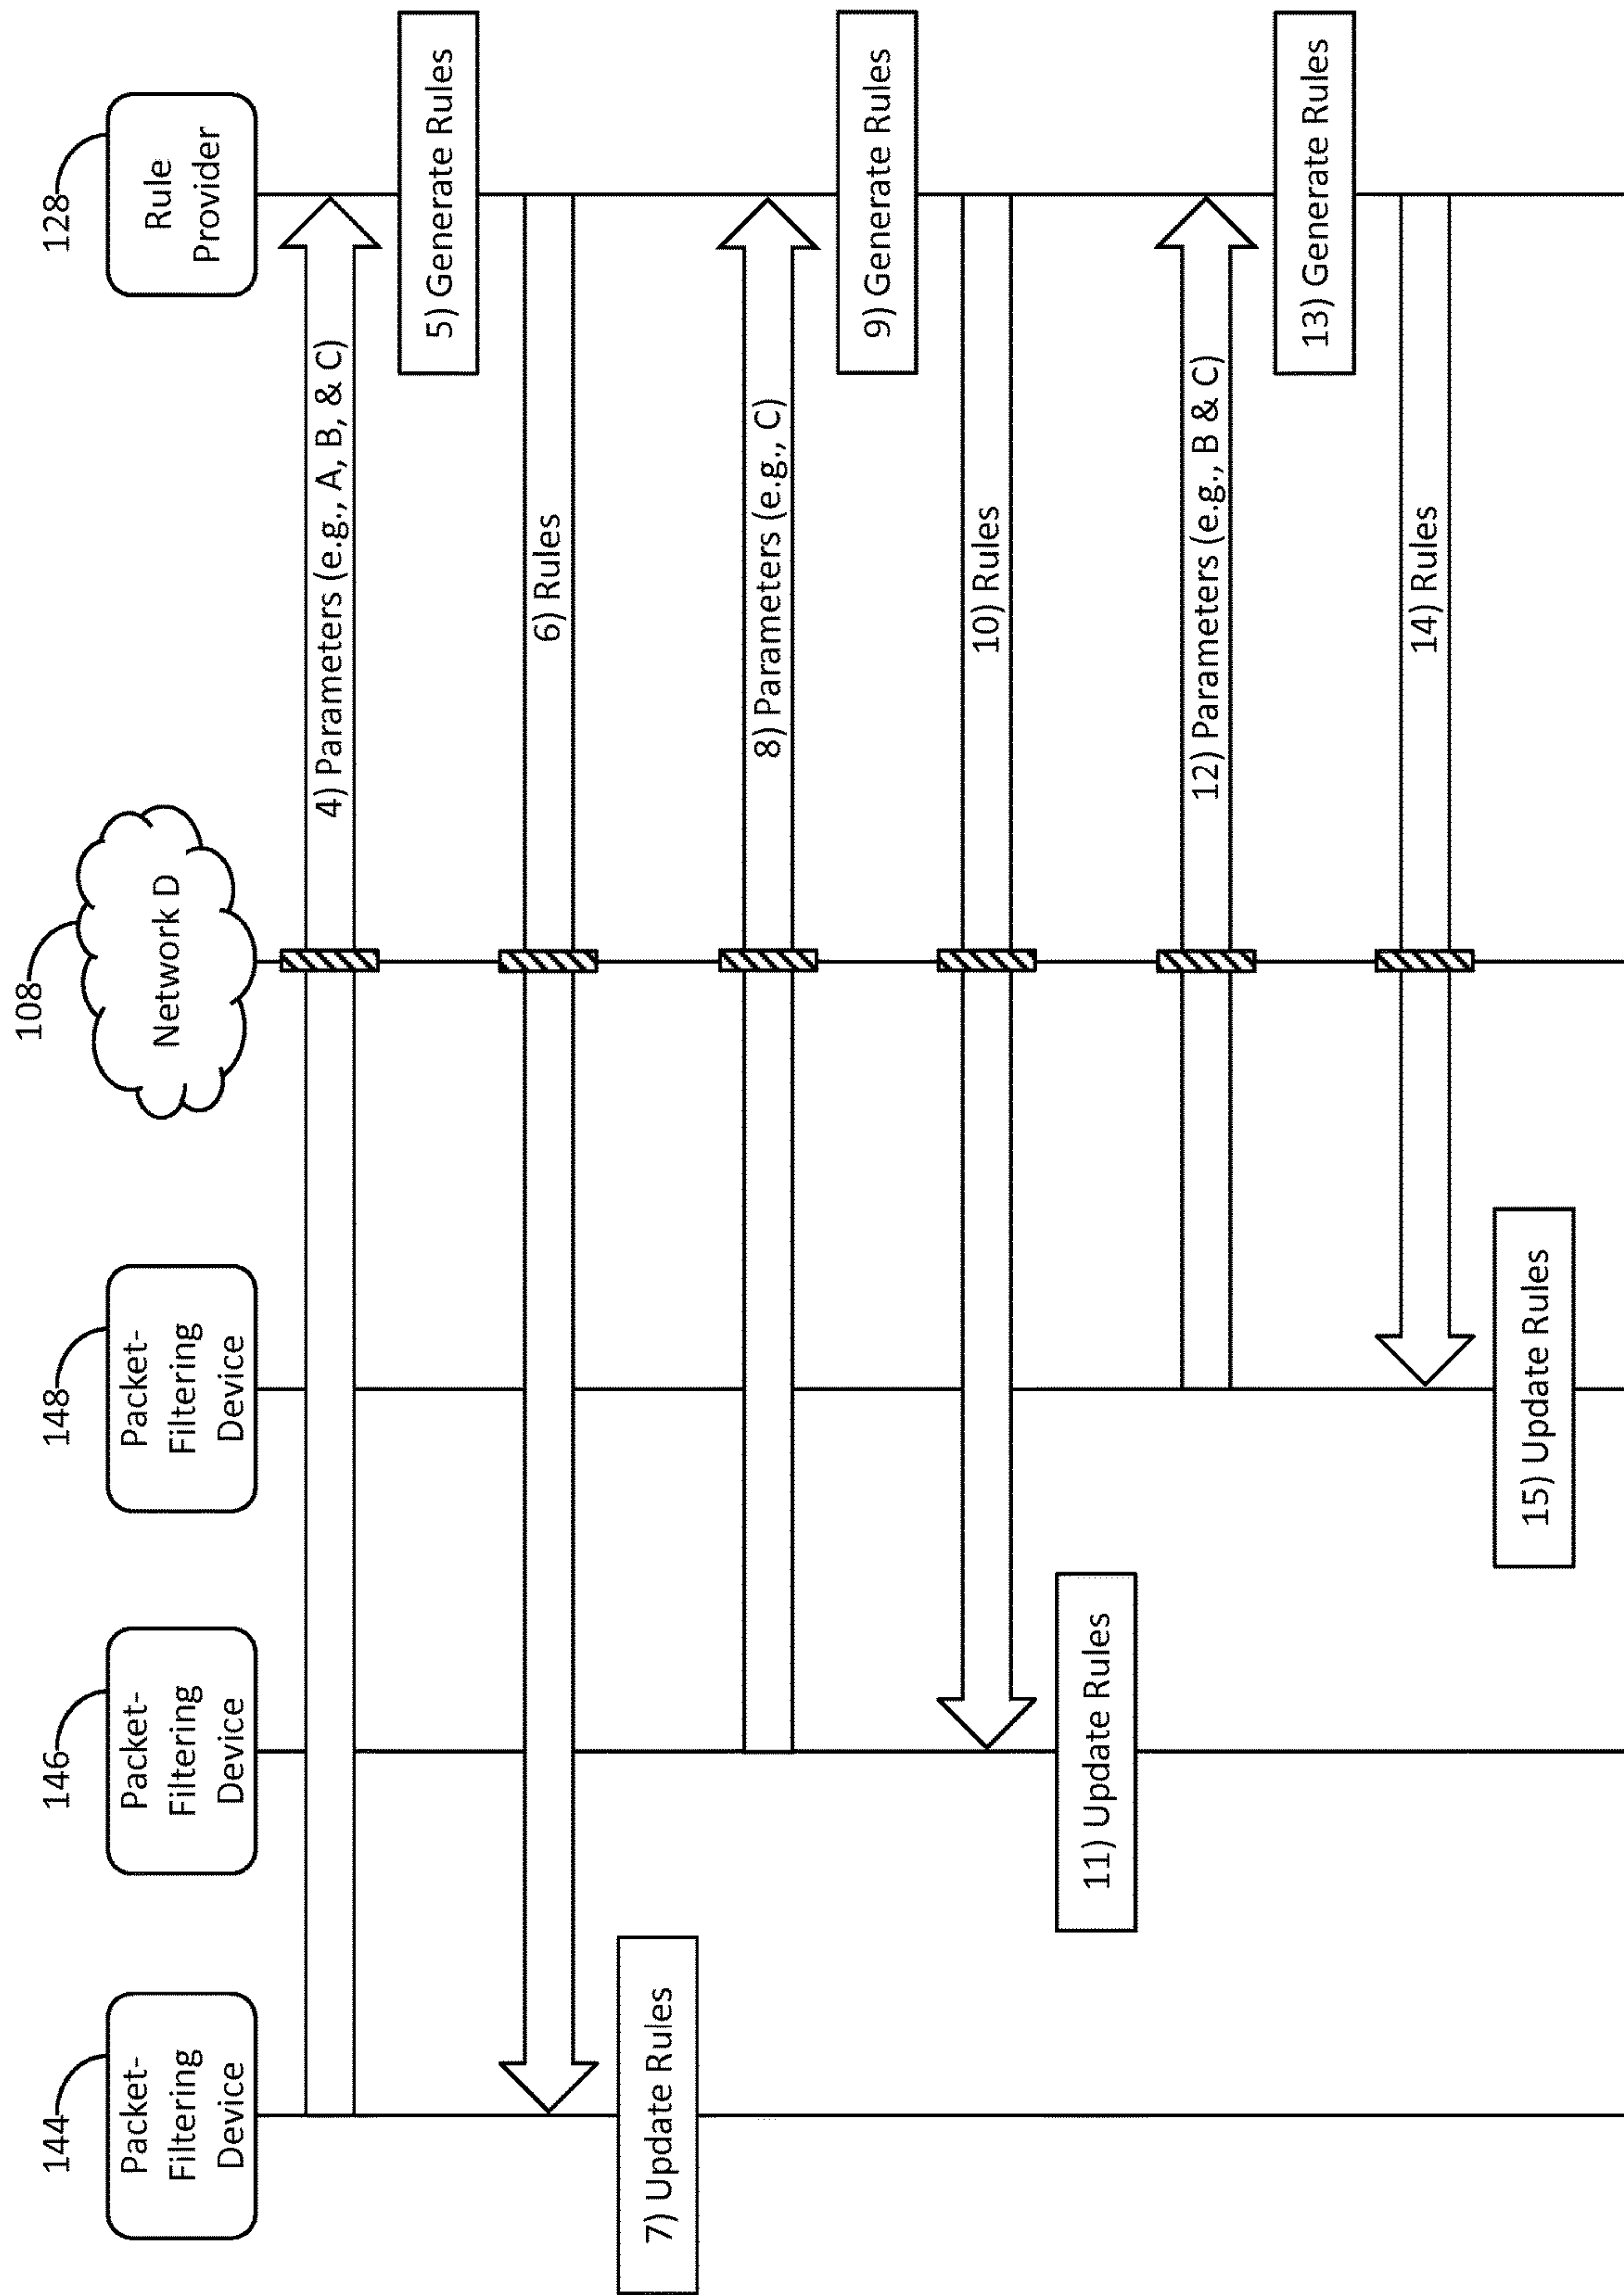 144
Packet-
Filtering
Device
146
Packet-
Filtering
Device
148
Packet-
Filtering
Device
108
Network D
128
Rule
Provider
4) Parameters (e.g., A, B, & C)
5) Generate Rules
6) Rules
7) Update Rules
8) Parameters (e.g., C)
9) Generate Rules
10) Rules
11) Update Rules
12) Parameters (e.g., B & C)
13) Generate Rules
14) Rules
15) Update Rules